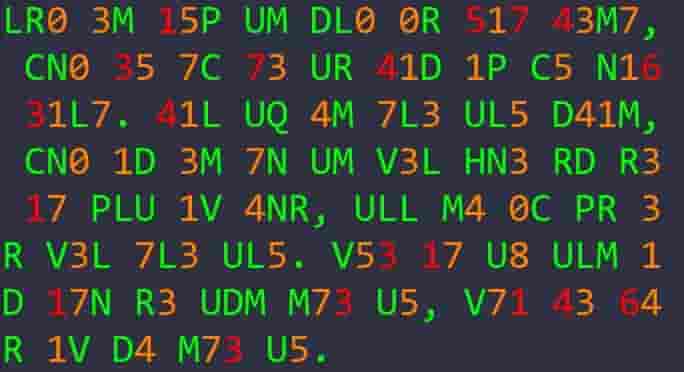 LR0 3M 15P UM DL0 0R 517 43M7,
CN0 35 7C 73 UR 41D 1P C5 N16
31L7. 41L UQ 4M 7L3 UL5 D41M,
CN0 1D 3M 7N UM V3L HN3 RD R3
17 PLU 1V 4NR, ULL M4 0C PR 3
R V3L 7L3 UL5. V53 17 U8 ULM 1
D 17N R3 UDM M73 U5, V71 43 64
R 1V D4 M73 U5.